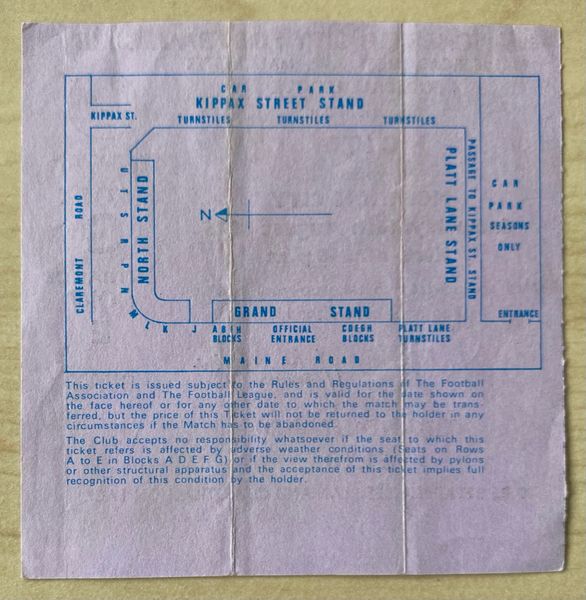 CAR PARK
KIPPAX STREET STAND
TURNSTILES TURNSTILES TURNSTILES
KIPPAX ST.
CLAREMONT ROAD
U T S R P N M L K J
NORTH STAND
N
PLATT LANE STAND
PASSAGE TO KIPPAX ST. STAND
CAR
PARK
SEASONS
ONLY
ENTRANCE
GRAND STAND
BLOCKS
OFFICIAL
ENTRANCE
BLOCKS
PLATT LANE
TURNSTILES
MAINE ROAD
This ticket is issued subject to the Rules and Regulations of The Football
Association and The Football League, and is valid for the date shown on
the face hereof or for any other date to which the match may be trans-
ferred, but the price of this Ticket will not be returned to the holder in any
circumstances if the Match has to be abandoned.
The Club accepts no responsibility whatsoever if the seat to which this
ticket refers is affected by adverse weather conditions (Seats on Rows
A to E in Blocks A D E F G) or if the view therefrom is affected by pylons
or other structural apparatus and the acceptance of this ticket implies full
recognition of this condition by the holder.